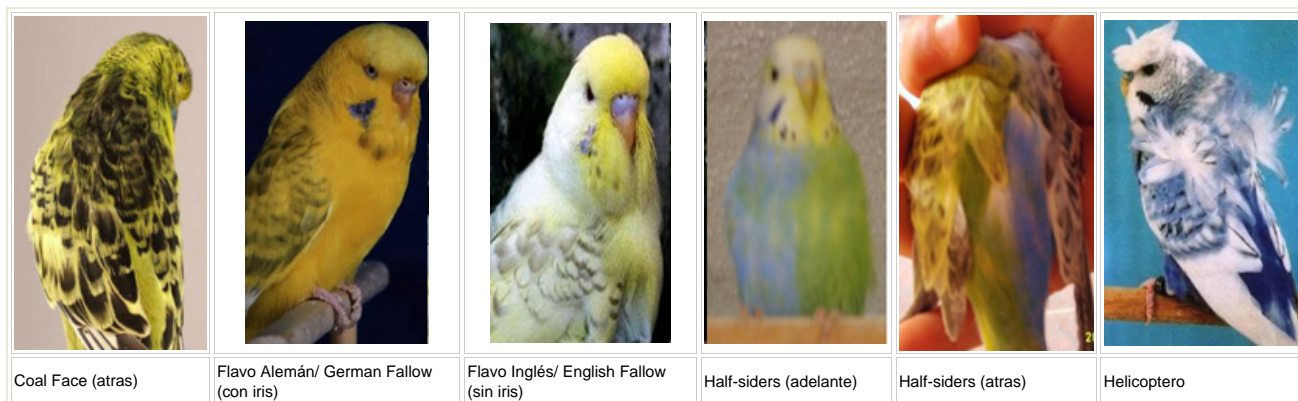 Coal Face (atras)
Flavo Alemán/ German Fallow
(con iris)
Flavo Inglés/ English Fallow
(sin iris)
Half-siders (adelante)
Half-siders (atras)
Helicoptero